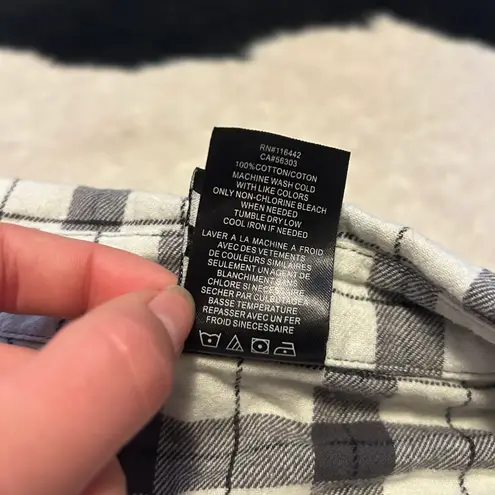 RN#116442
CA#56303
100%COTTON/COTON
MACHINE WASH COLD
WITH LIKE COLORS
ONLY NON-CHLORINE BLEACH
WHEN NEEDED
TUMBLE DRY LOW
COOL IRON IF NEEDED
LAVER A LA MACHINE A FROID
AVEC DES VETEMENTS
DE COULEURS SIMILAIRES
SEULEMENT UN AGENT DE
BLANCHIMENT SANS
CHLORE SI NECESSAIRE
SECHER PAR CULBUTAGE A
BASSE TEMPERATURE
REPASSER AVEC UN FER
FROID SINECESSAIRE